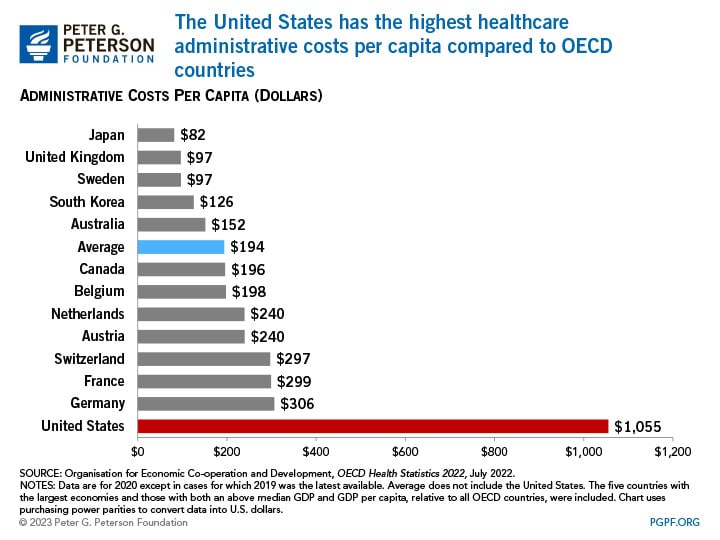 PETER G.
PETERSON
FOUNDATION
The United States has the highest healthcare
administrative costs per capita compared to OECD
countries
ADMINISTRATIVE COSTS PER CAPITA (DOLLARS)
Japan $82
United Kingdom $97
Sweden $97
South Korea $126
Australia $152
Average $194
Canada $196
Belgium $198
Netherlands $240
Austria $240
Switzerland $297
France $299
Germany $306
United States $1,055
$0 $200 $400 $600 $800 $1,000 $1,200
SOURCE: Organisation for Economic Co-operation and Development, OECD Health Statistics 2022, July 2022.
NOTES: Data are for 2020 except in cases for which 2019 was the latest available. Average does not include the United States. The five countries with
the largest economies and those with both an above median GDP and GDP per capita, relative to all OECD countries, were included. Chart uses
purchasing power parities to convert data into U.S. dollars.
© 2023 Peter G. Peterson Foundation PGPF.ORG